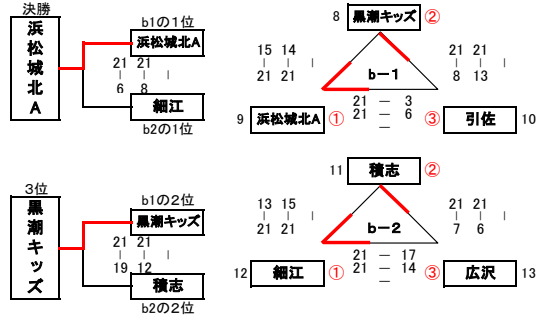 決勝
浜松城北A
b1の1位
浜松城北A
21 21
| | |
6 8
細江
b2の1位
8 黒潮キッズ ②
15 14
| | |
21 21
21 21
| | |
8 13
b－1
21 － 3
21 － 6
－
9 浜松城北A ①
③ 引佐 10
3位
黒潮キッズ
b1の2位
黒潮キッズ
21 21
| | |
19 12
積志
b2の2位
11 積志 ②
13 15
| | |
21 21
21 21
| | |
7 6
b－2
21 － 17
21 － 14
－
12 細江 ①
③ 広沢 13